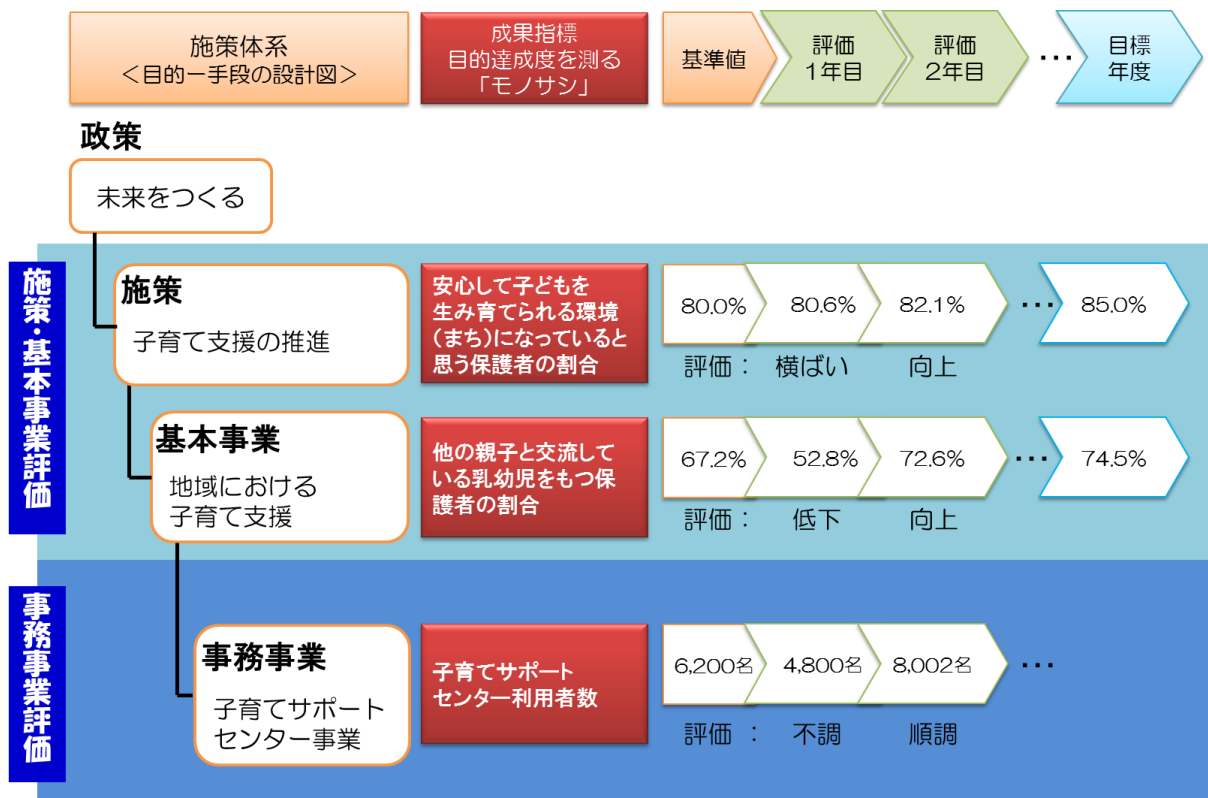 施策体系
＜目的ー手段の設計図＞
成果指標
目的達成度を測る
「モノサシ」
基準値
評価
1年目
評価
2年目
…
目標
年度
政策
未来をつくる
施策・基本事業評価
施策
子育て支援の推進
安心して子どもを
生み育てられる環境
（まち）になっていると
思う保護者の割合
80.0%
80.6%
82.1%
…
85.0%
評価： 横ばい 向上
基本事業
地域における
子育て支援
他の親子と交流して
いる乳幼児をもつ保
護者の割合
67.2%
52.8%
72.6%
…
74.5%
評価： 低下 向上
事務事業評価
事務事業
子育てサポート
センター事業
子育てサポート
センター利用者数
6,200名
4,800名
8,002名
…
評価 ： 不調 順調